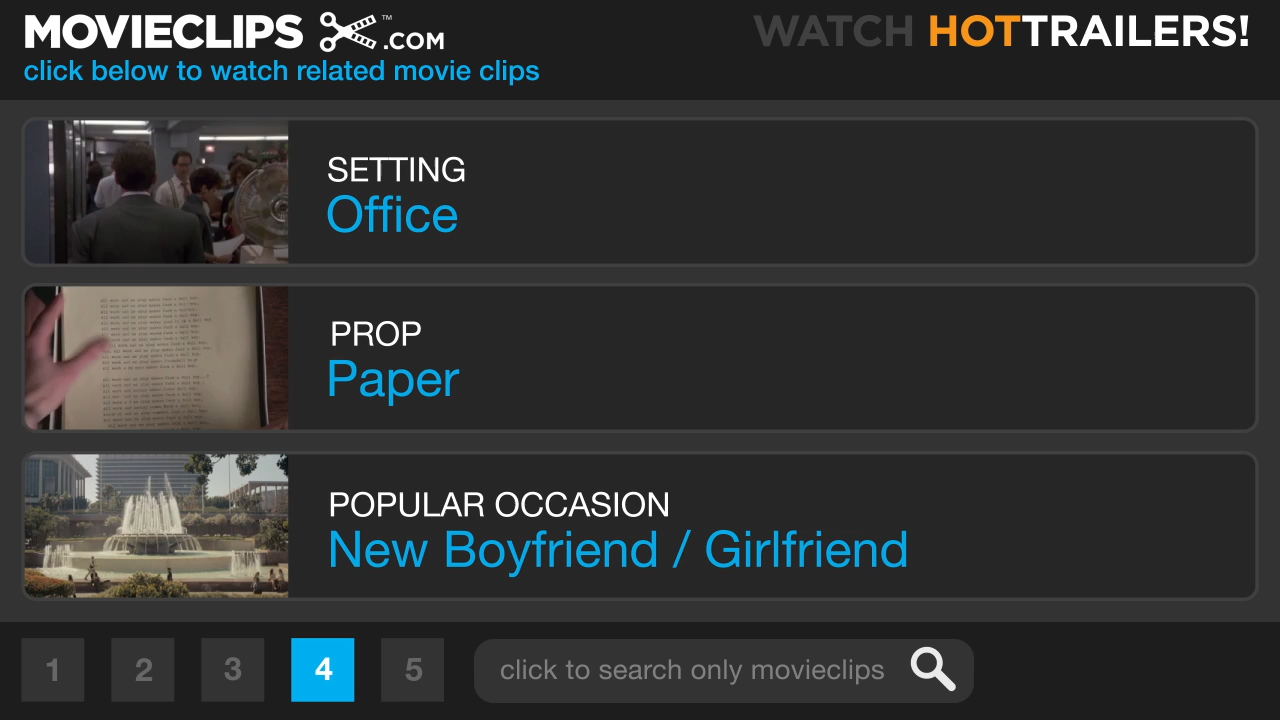 MOVIECLIPS ™ .COM
WATCH HOTTRAILERS!
click below to watch related movie clips
SETTING
Office
PROP
Paper
POPULAR OCCASION
New Boyfriend / Girlfriend
1 2 3 4 5
click to search only movieclips